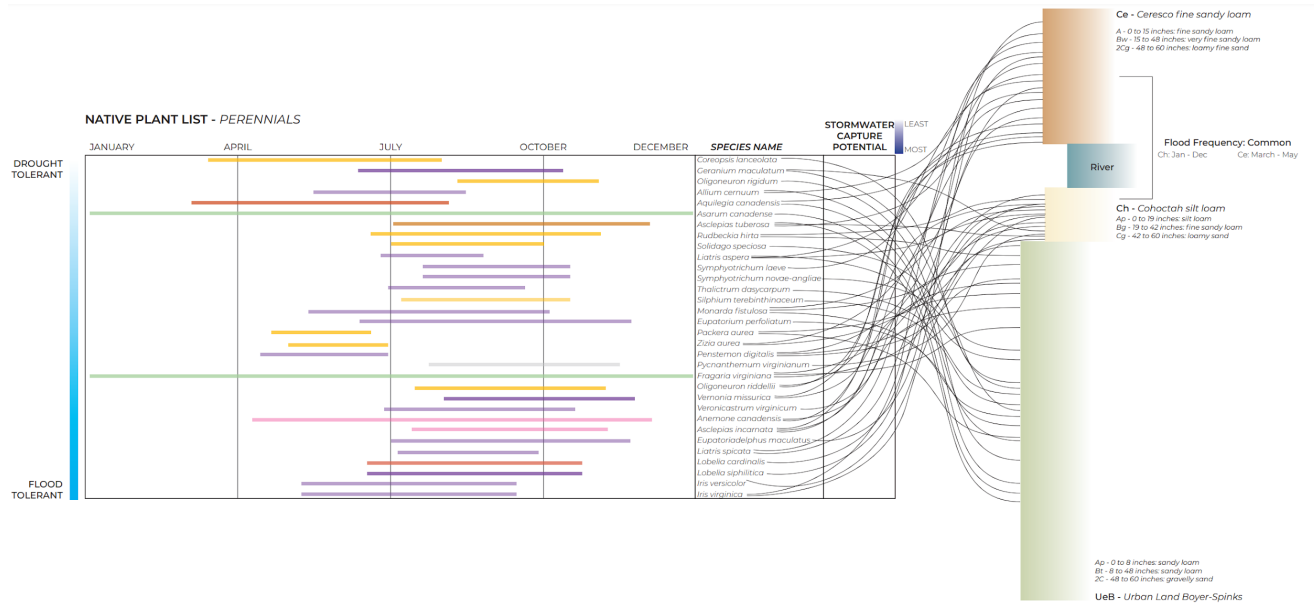 NATIVE PLANT LIST - PERENNIALS
JANUARY
APRIL
JULY
OCTOBER
DECEMBER
SPECIES NAME
STORMWATER
CAPTURE
POTENTIAL
LEAST
MOST
DROUGHT
TOLERANT
FLOOD
TOLERANT
Coreopsis lanceolata
Geranium maculatum
Oligoneuron rigidum
Allium cernuum
Aquilegia canadensis
Asarum canadense
Asclepias tuberosa
Rudbeckia hirta
Solidago speciosa
Liatris aspera
Symphyotrichum laeve
Symphyotrichum novae-angliae
Thalictrum dasycarpum
Silphium terebinthinaceum
Monarda fistulosa
Eupatorium perfoliatum
Packera aurea
Zizia aurea
Penstemon digitalis
Pycnanthemum virginianum
Fragaria virginiana
Oligoneuron riddellii
Vernonia missurica
Veronicastrum virginicum
Anemone canadensis
Asclepias incarnata
Eupatoriadelphus maculatus
Liatris spicata
Lobelia cardinalis
Lobelia siphilitica
Iris versicolor
Iris virginica
Ce - Ceresco fine sandy loam
A - 0 to 15 inches: fine sandy loam
Bw - 15 to 48 inches: very fine sandy loam
2Cg - 48 to 60 inches: loamy fine sand
Flood Frequency: Common
Ch: Jan - Dec
Ce: March - May
River
Ch - Cohoctah silt loam
Ap - 0 to 19 inches: silt loam
Bg - 19 to 42 inches: fine sandy loam
Cg - 42 to 60 inches: loamy sand
Ap - 0 to 8 inches: sandy loam
Bt - 8 to 48 inches: sandy loam
2C - 48 to 60 inches: gravelly sand
UeB - Urban Land Boyer-Spinks